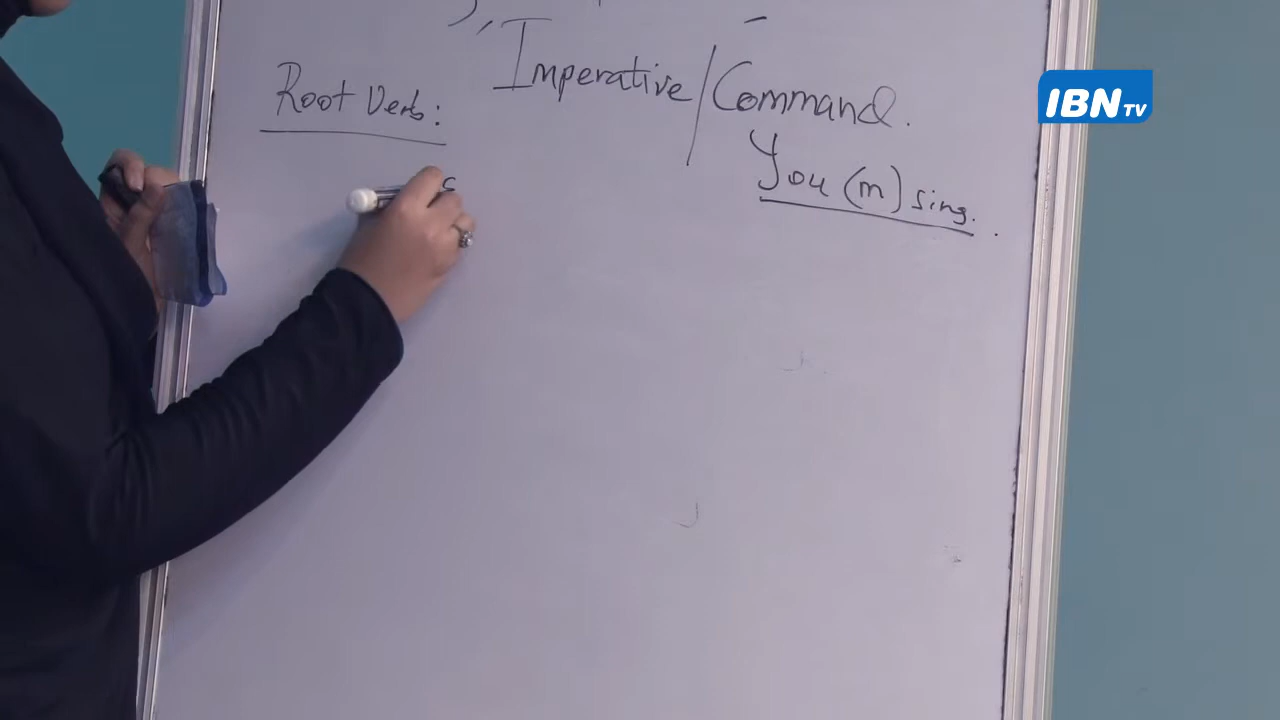 Imperative/Command.
Root Verb:
You (m) sing.
IBN TV